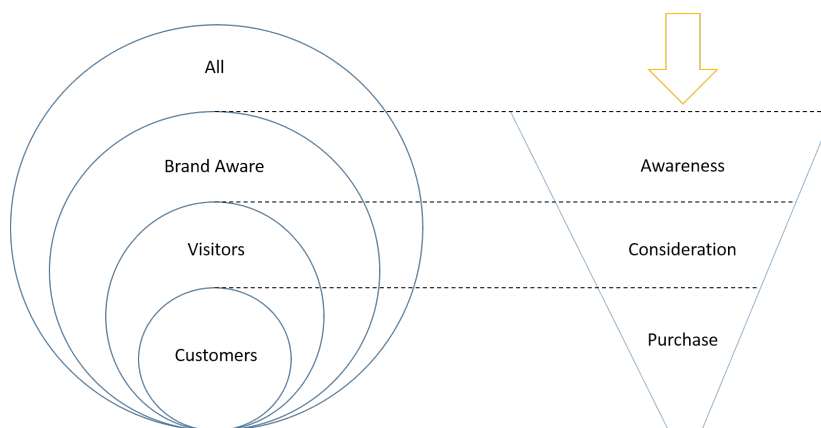 All
Brand Aware
Awareness
Visitors
Consideration
Purchase
Customers